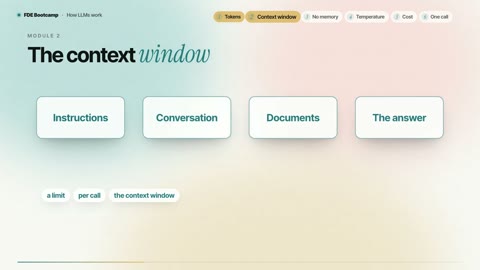 FDE Bootcamp · How LLMs work
1 Tokens 2 Context window 3 No memory 4 Temperature 5 Cost 6 One call
MODULE 2
The context window
Instructions Conversation Documents The answer
a limit per call the context window